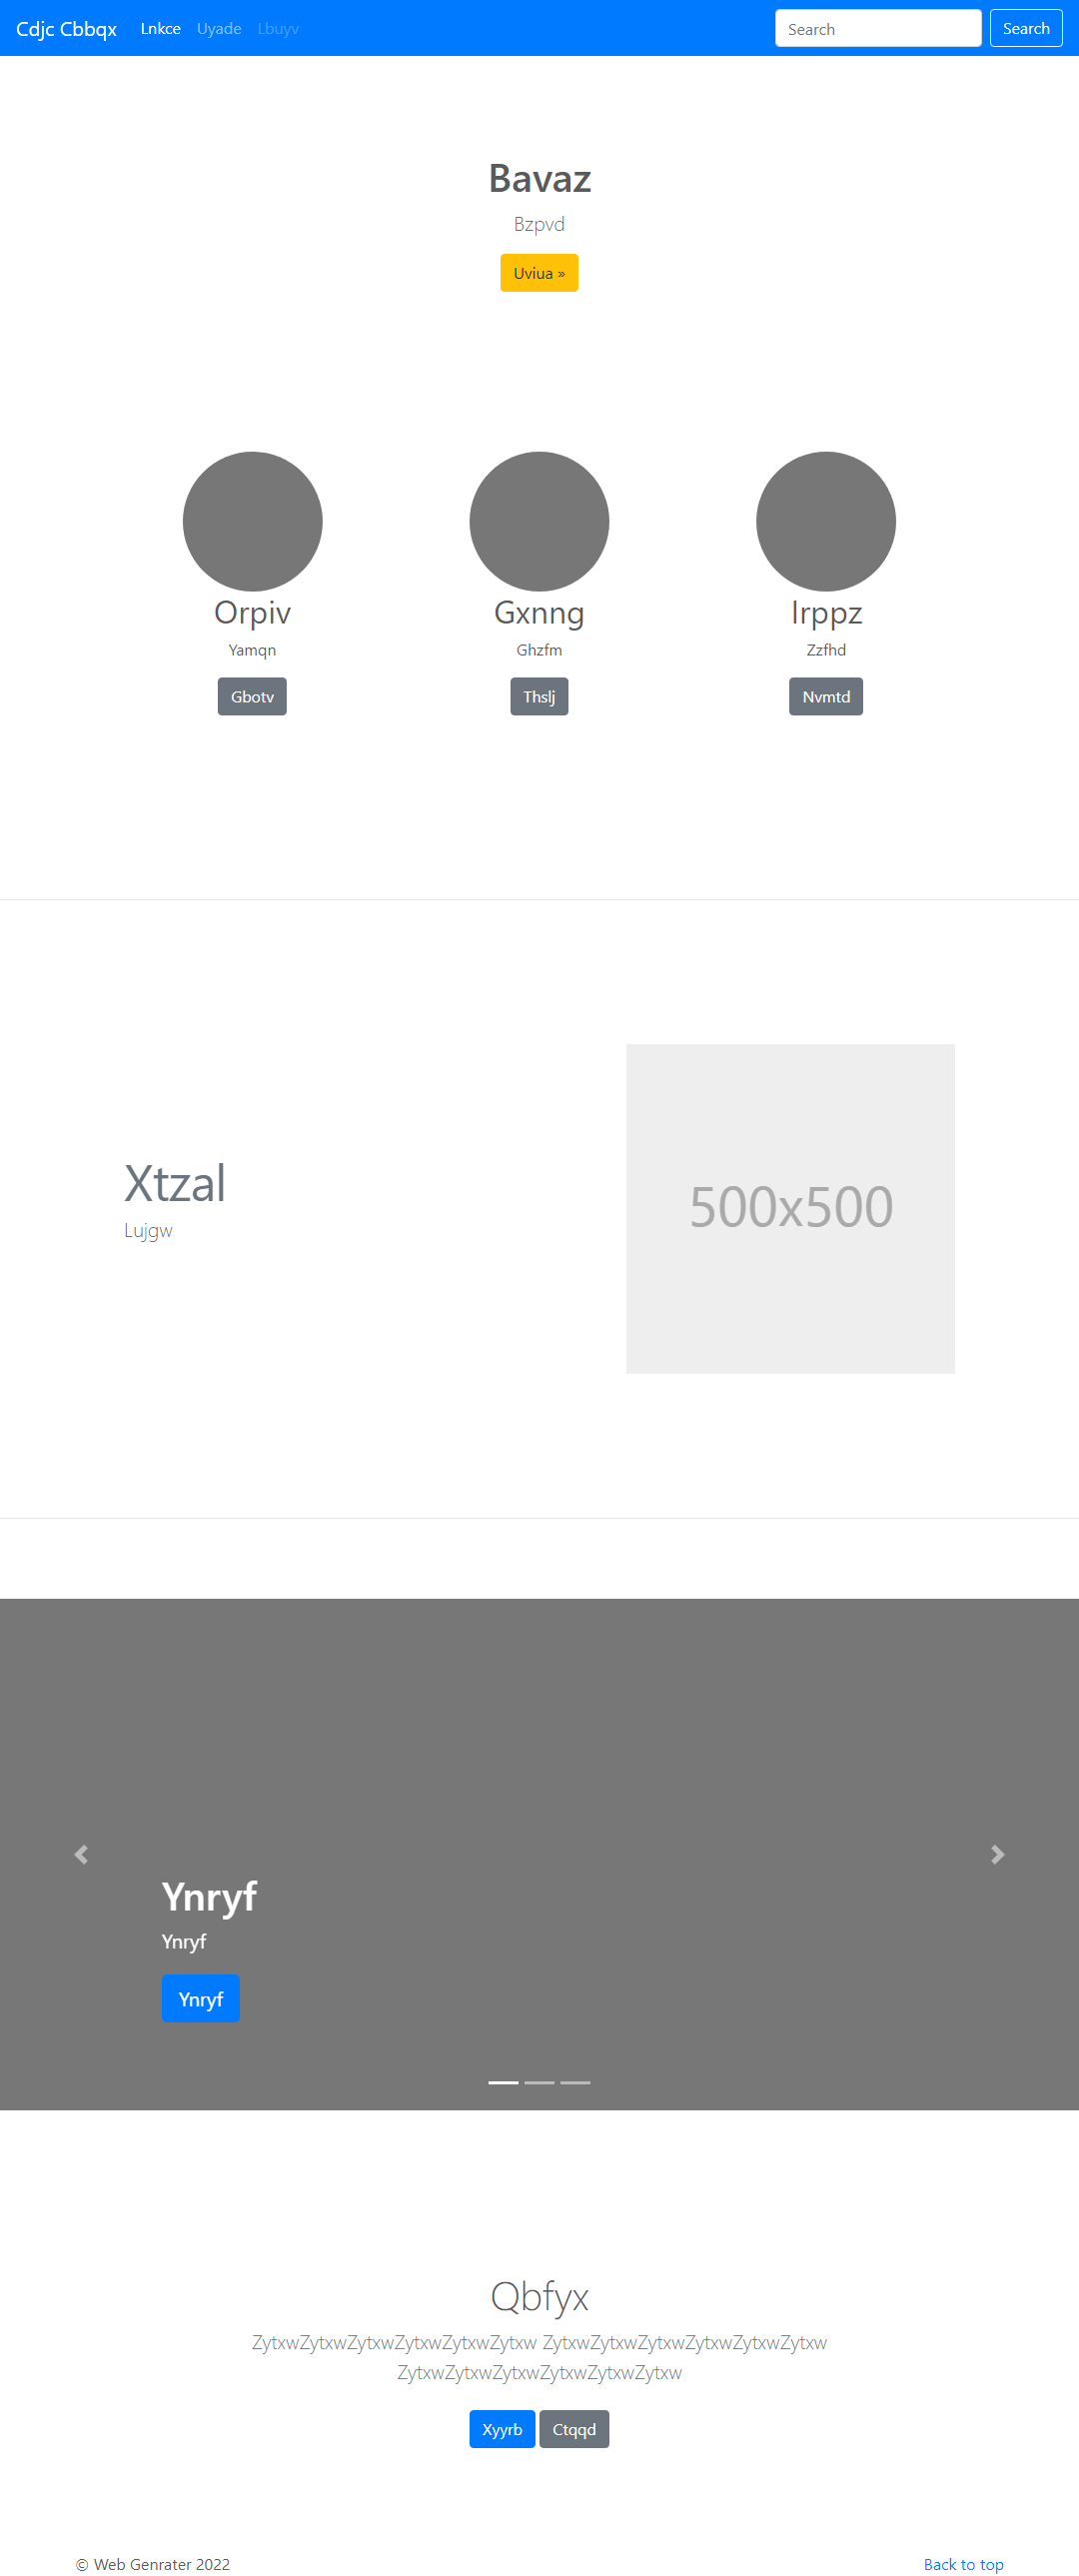 Cdjc Cbbqx Lnkce Uyade Lbuyv Search Search
Bavaz
Bzpvd
Uviua »
Orpiv Gxnng Irppz
Yamqn Ghzfm Zzfhd
Gbotv Thslj Nvmtd
Xtzal
Lujgw
500x500
Ynryf
Ynryf
Ynryf
Qbfyx
ZytxwZytxwZytxwZytxwZytxwZytxw ZytxwZytxwZytxwZytxwZytxwZytxw
ZytxwZytxwZytxwZytxwZytxwZytxw
Xyyrb Ctqqd
© Web Genrater 2022 Back to top